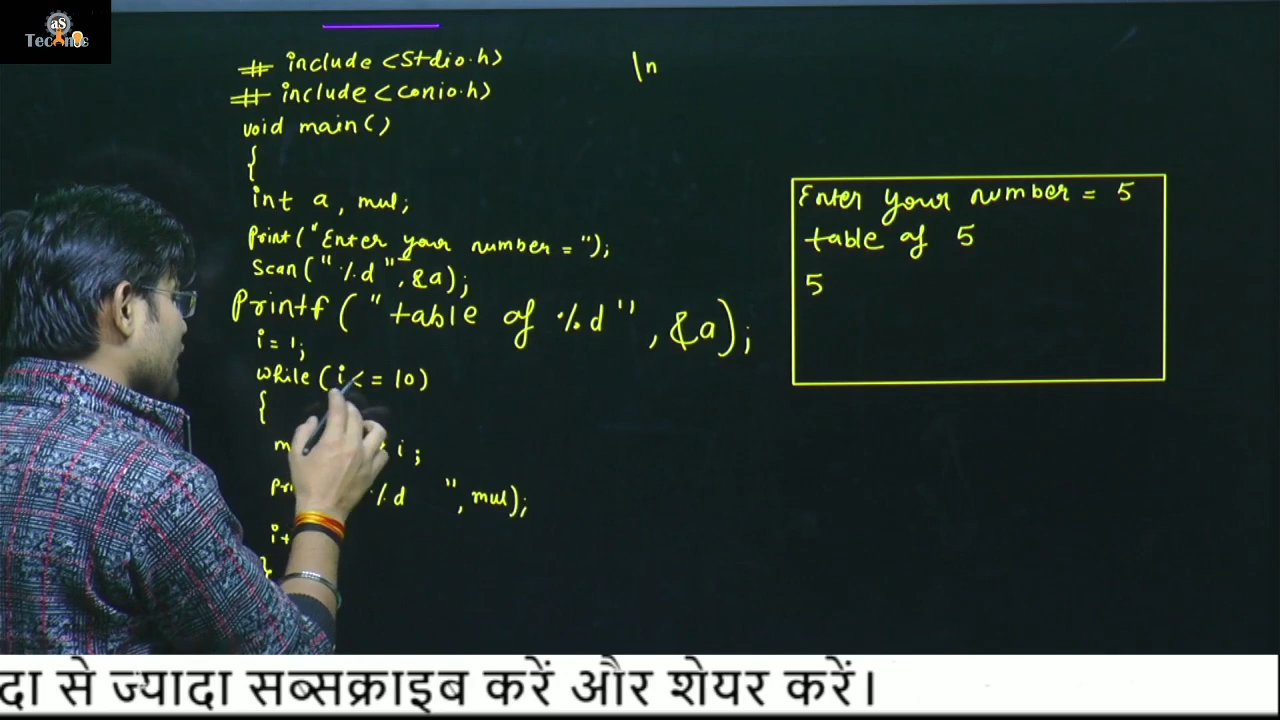 aS
# include <stdio.h>
\n
# include <conio.h>
void main()
{
int a, mul;
Print("Enter your number = ");
Scan("%d", &a);
Printf("table of %d", &a);
i = 1;
while (i <= 10)
{
i ;
%d ", mul);
}
Enter your number = 5
table of 5
5
से ज्यादा सब्सक्राइब करें और शेयर करें।